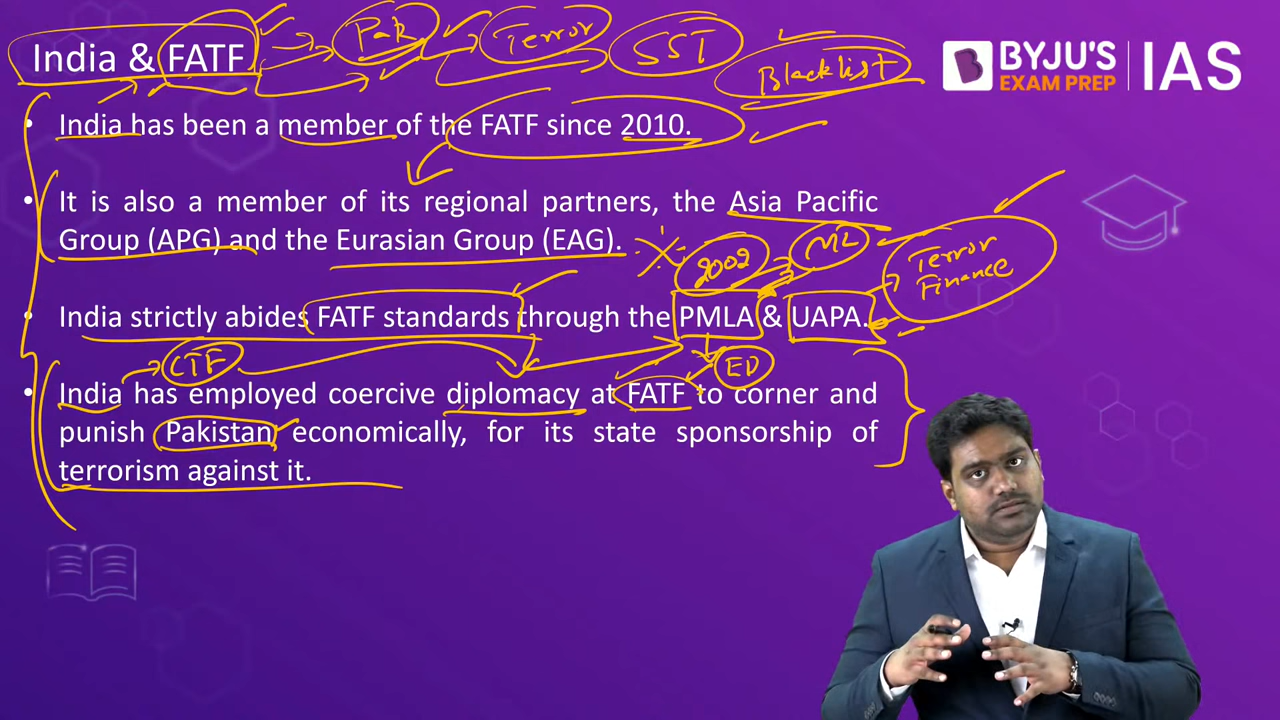 India & FATF
Pak
Terror
SST
Blacklist
BYJU'S
EXAM PREP
IAS
• India has been a member of the FATF since 2010.
• It is also a member of its regional partners, the Asia Pacific
Group (APG) and the Eurasian Group (EAG).
2002
ML
Terror
Finance
• India strictly abides FATF standards through the PMLA & UAPA.
CTF
ED
• India has employed coercive diplomacy at FATF to corner and
punish Pakistan economically, for its state sponsorship of
terrorism against it.